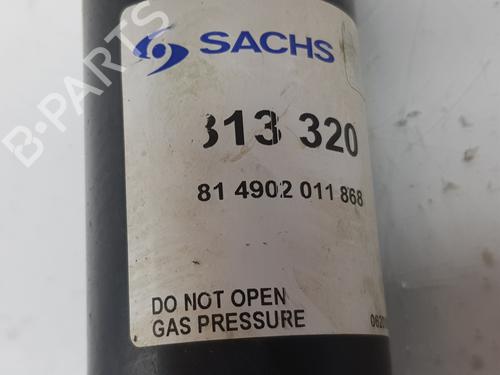 SACHS
313 320
81 4902 011 868
DO NOT OPEN
GAS PRESSURE
B-PARTS